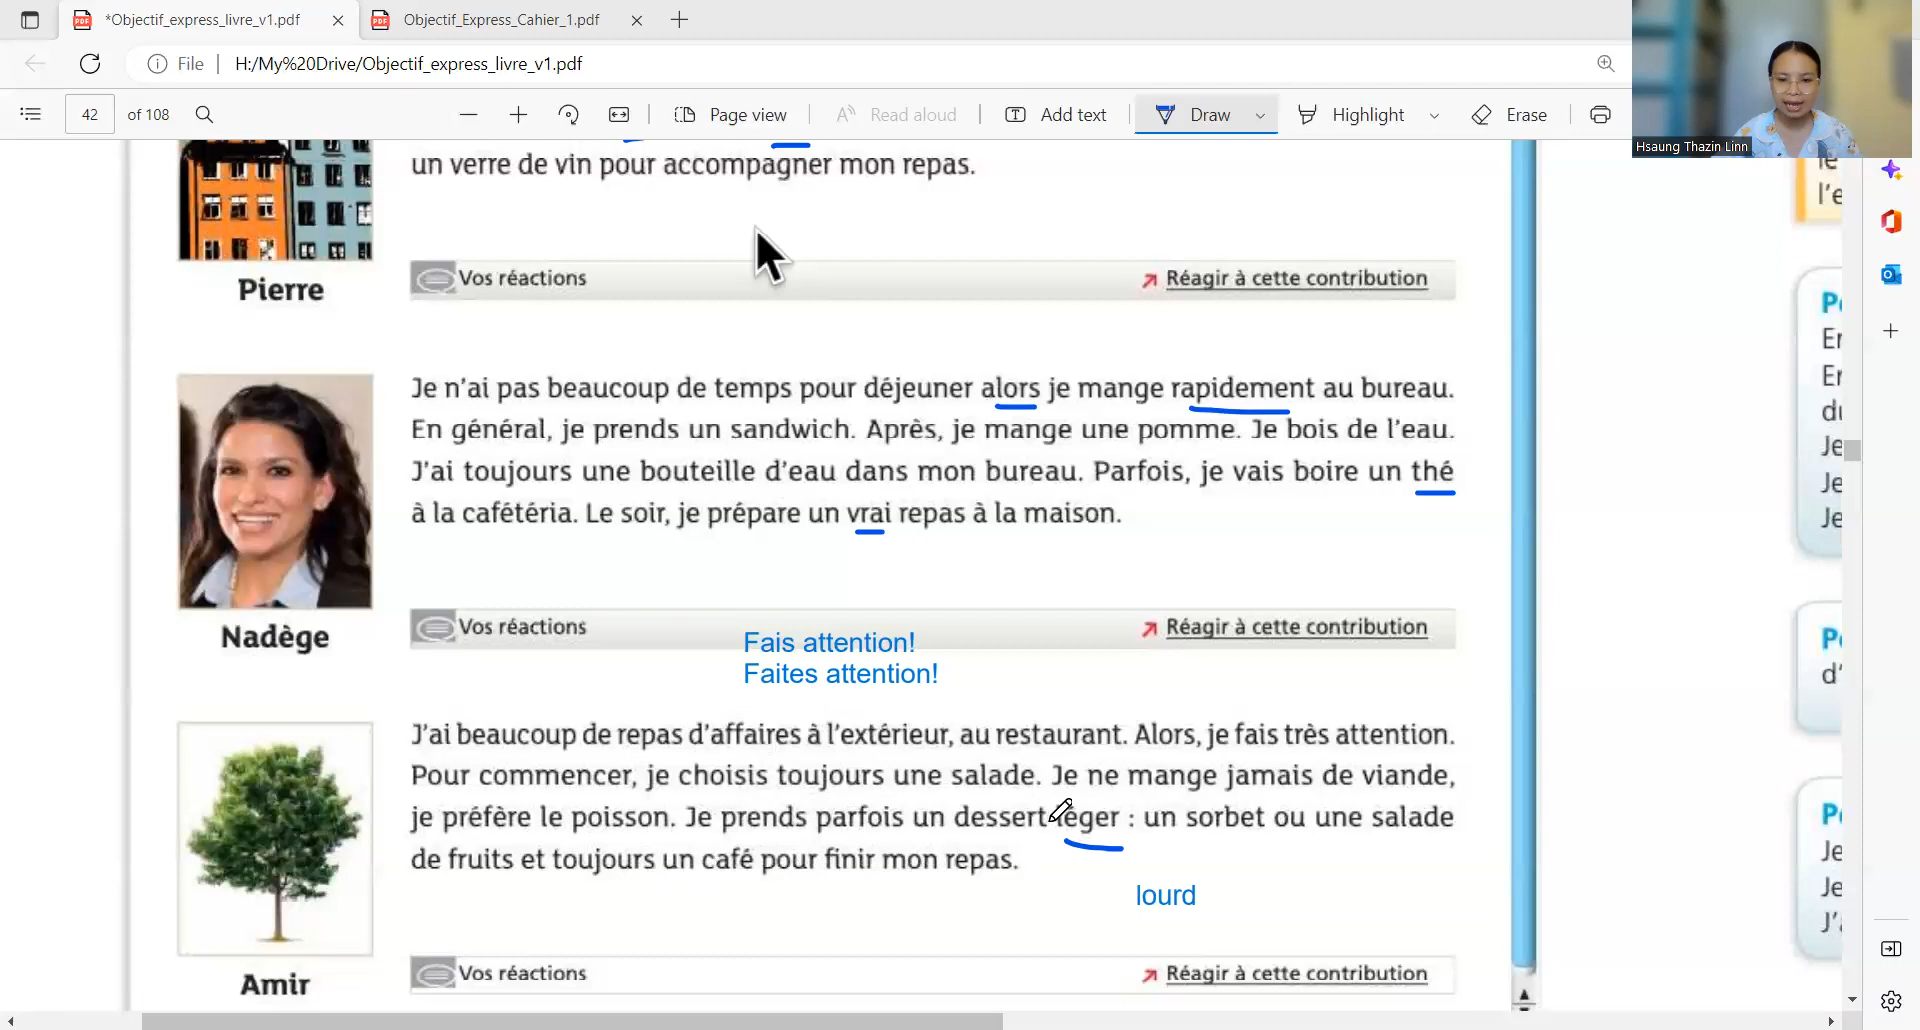 *Objectif_express_livre_v1.pdf
Objectif_Express_Cahier_1.pdf
File
H:/My%20Drive/Objectif_express_livre_v1.pdf
42 of 108
Page view
Read aloud
Add text
Draw
Highlight
Erase
Hsaung Thazin Linn
un verre de vin pour accompagner mon repas.
Pierre
Vos réactions
Réagir à cette contribution
Je n'ai pas beaucoup de temps pour déjeuner alors je mange rapidement au bureau.
En général, je prends un sandwich. Après, je mange une pomme. Je bois de l'eau.
J'ai toujours une bouteille d'eau dans mon bureau. Parfois, je vais boire un thé
à la cafétéria. Le soir, je prépare un vrai repas à la maison.
Nadège
Vos réactions
Réagir à cette contribution
Fais attention!
Faites attention!
J'ai beaucoup de repas d'affaires à l'extérieur, au restaurant. Alors, je fais très attention.
Pour commencer, je choisis toujours une salade. Je ne mange jamais de viande,
je préfère le poisson. Je prends parfois un dessert léger : un sorbet ou une salade
de fruits et toujours un café pour finir mon repas.
lourd
Amir
Vos réactions
Réagir à cette contribution
l'e
Er
Er
du
Je
Je
Je
d'
Je
Je
J'a